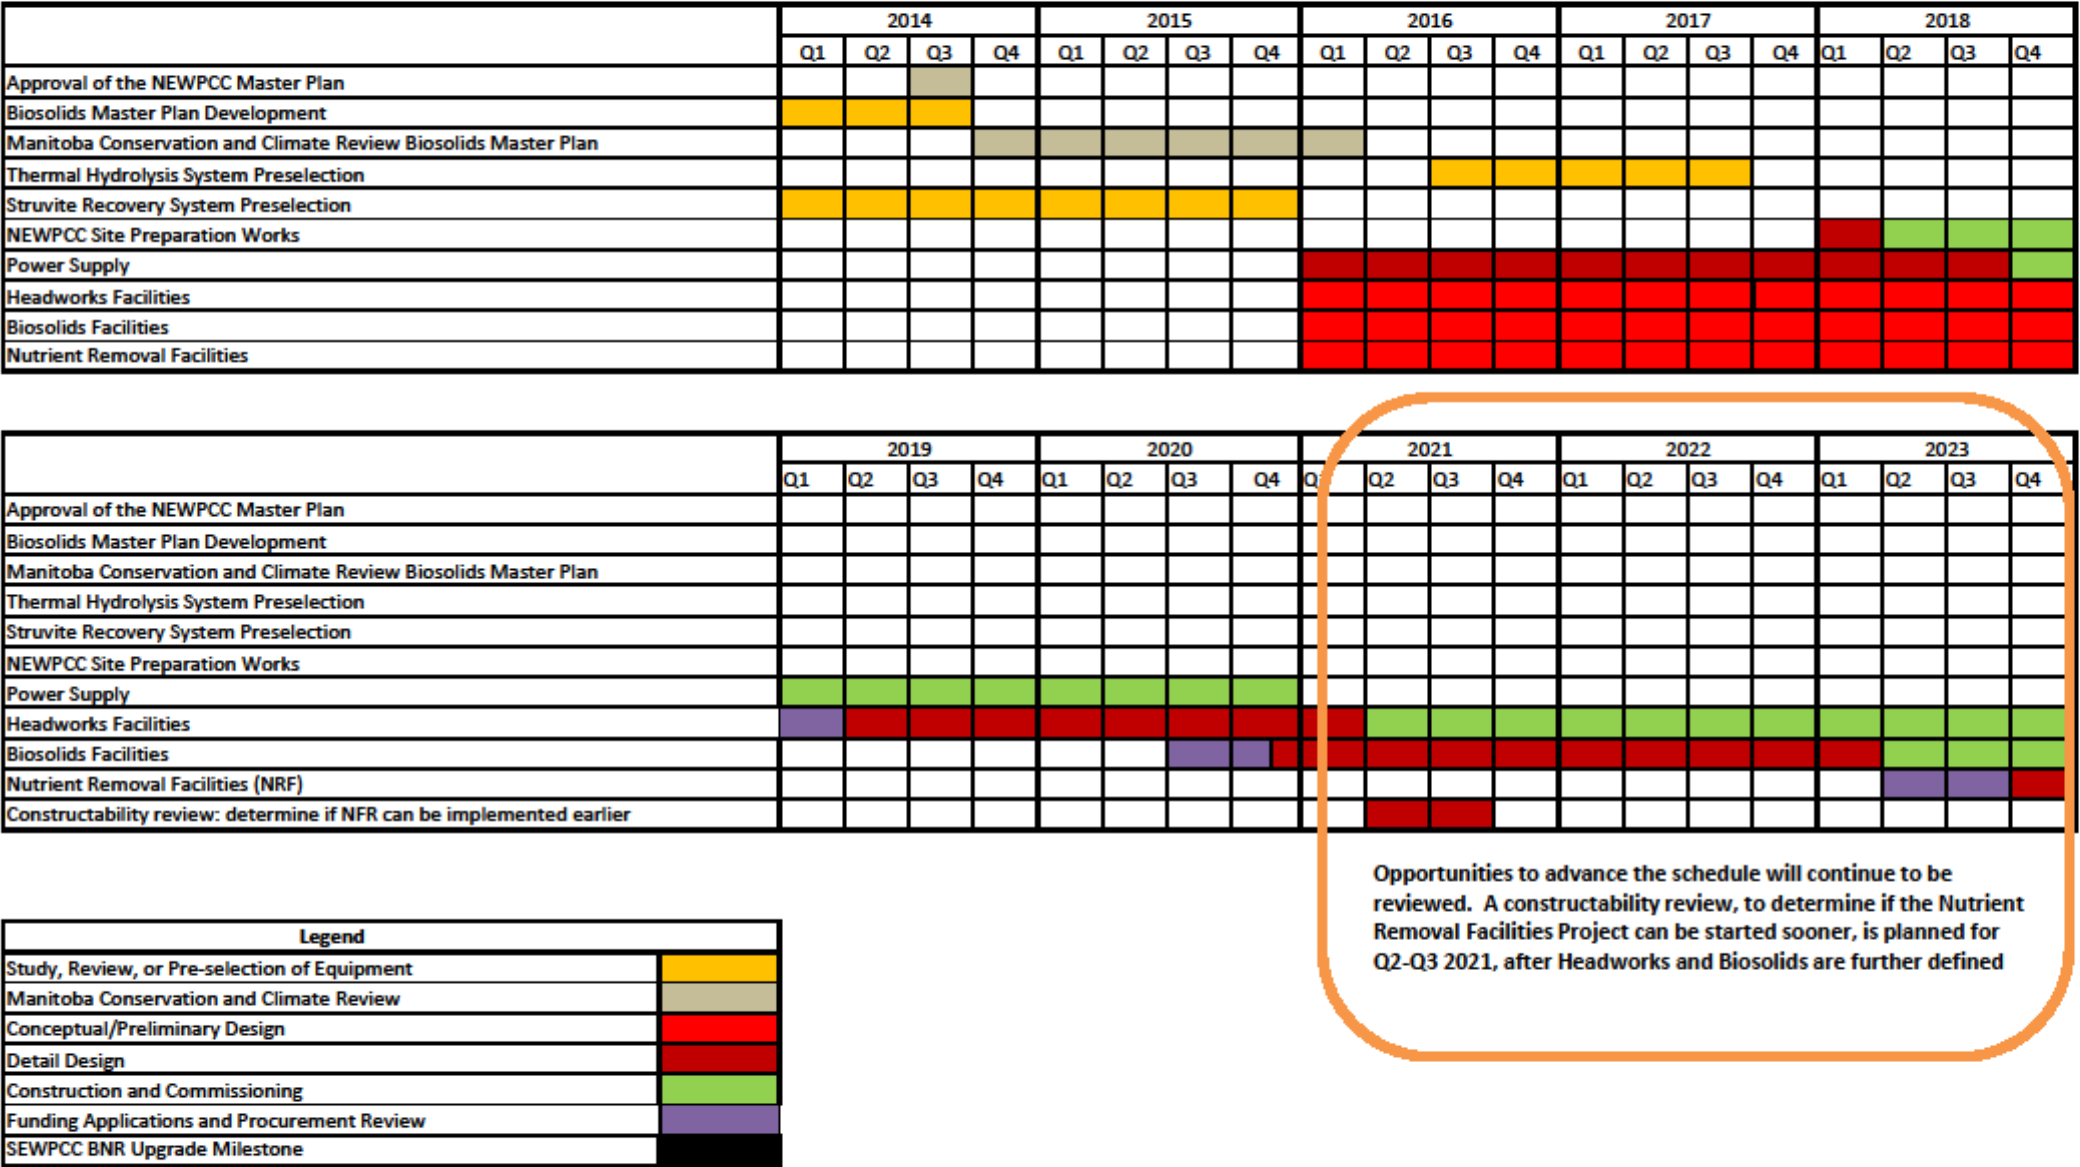 2014 2015 2016 2017 2018
Q1 Q2 Q3 Q4 Q1 Q2 Q3 Q4 Q1 Q2 Q3 Q4 Q1 Q2 Q3 Q4 Q1 Q2 Q3 Q4
Approval of the NEWPCC Master Plan
Biosolids Master Plan Development
Manitoba Conservation and Climate Review Biosolids Master Plan
Thermal Hydrolysis System Preselection
Struvite Recovery System Preselection
NEWPCC Site Preparation Works
Power Supply
Headworks Facilities
Biosolids Facilities
Nutrient Removal Facilities
2019 2020 2021 2022 2023
Q1 Q2 Q3 Q4 Q1 Q2 Q3 Q4 Q2 Q3 Q4 Q1 Q2 Q3 Q4 Q1 Q2 Q3 Q4
Approval of the NEWPCC Master Plan
Biosolids Master Plan Development
Manitoba Conservation and Climate Review Biosolids Master Plan
Thermal Hydrolysis System Preselection
Struvite Recovery System Preselection
NEWPCC Site Preparation Works
Power Supply
Headworks Facilities
Biosolids Facilities
Nutrient Removal Facilities (NRF)
Constructability review: determine if NFR can be implemented earlier
Opportunities to advance the schedule will continue to be
reviewed. A constructability review, to determine if the Nutrient
Removal Facilities Project can be started sooner, is planned for
Q2-Q3 2021, after Headworks and Biosolids are further defined
Legend
Study, Review, or Pre-selection of Equipment
Manitoba Conservation and Climate Review
Conceptual/Preliminary Design
Detail Design
Construction and Commissioning
Funding Applications and Procurement Review
SEWPCC BNR Upgrade Milestone